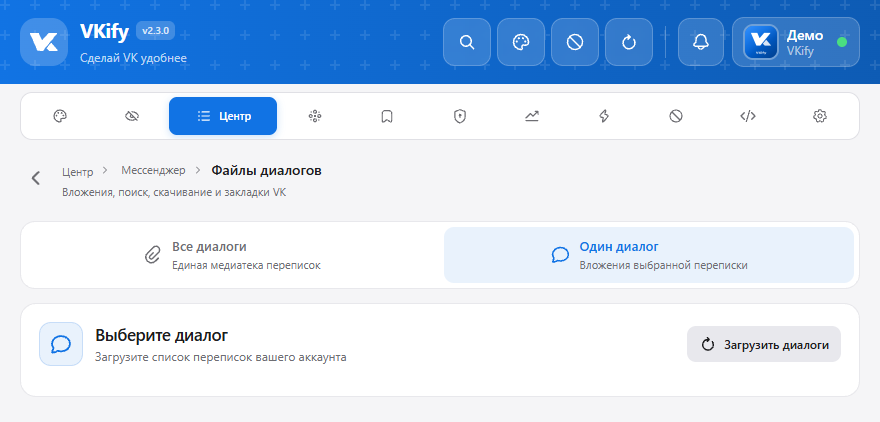 VKify v2.3.0
Сделай VK удобнее
Демо
VKify
Центр
Центр > Мессенджер > Файлы диалогов
Вложения, поиск, скачивание и закладки VK
Все диалоги
Единая медиатека переписок
Один диалог
Вложения выбранной переписки
Выберите диалог
Загрузите список переписок вашего аккаунта
Загрузить диалоги